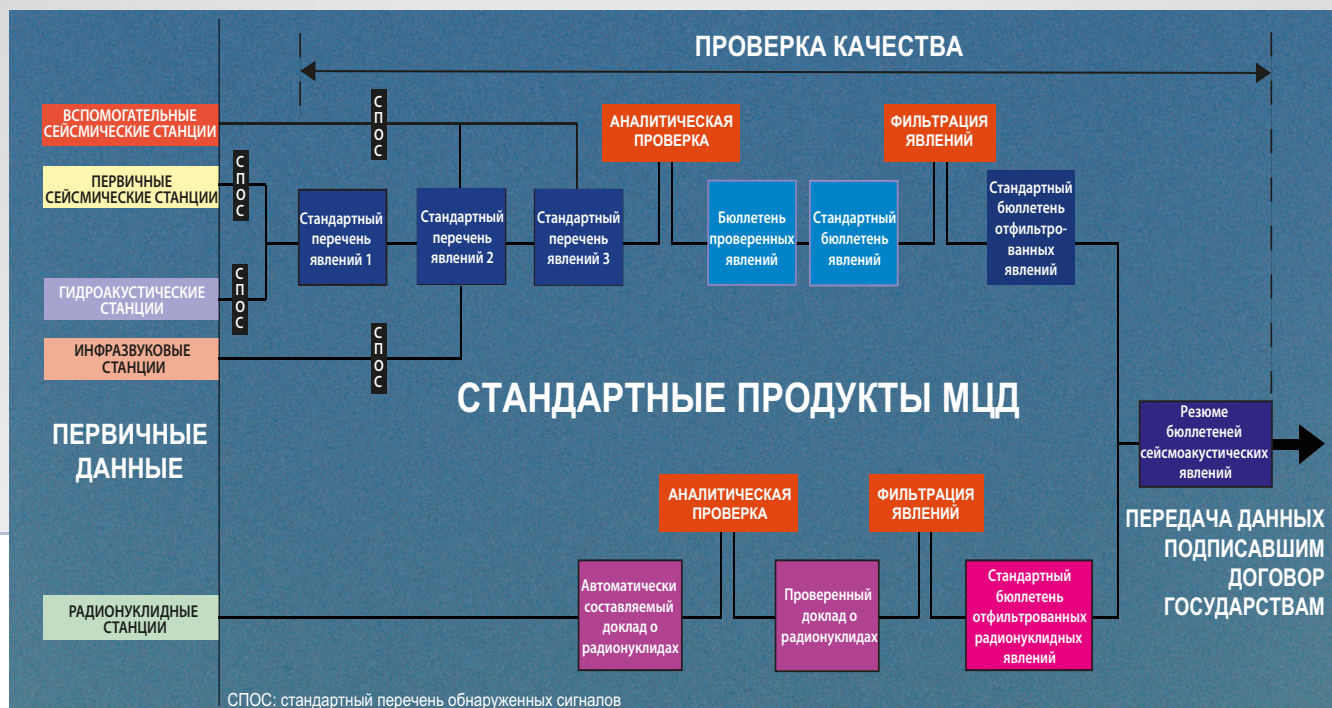 ПРОВЕРКА КАЧЕСТВА
ВСПОМОГАТЕЛЬНЫЕ
СЕЙСМИЧЕСКИЕ СТАНЦИИ
С
П
О
С
АНАЛИТИЧЕСКАЯ
ПРОВЕРКА
ФИЛЬТРАЦИЯ
ЯВЛЕНИЙ
ПЕРВИЧНЫЕ
СЕЙСМИЧЕСКИЕ СТАНЦИИ
С
П
О
С
Стандартный
перечень
явлений 1
Стандартный
перечень
явлений 2
Стандартный
перечень
явлений 3
Бюллетень
проверенных
явлений
Стандартный
бюллетень
явлений
Стандартный
бюллетень
отфильтро-
ванных
явлений
ГИДРОАКУСТИЧЕСКИЕ
СТАНЦИИ
С
П
О
С
ИНФРАЗВУКОВЫЕ
СТАНЦИИ
С
П
О
С
СТАНДАРТНЫЕ ПРОДУКТЫ МЦД
ПЕРВИЧНЫЕ
ДАННЫЕ
Резюме
бюллетеней
сейсмоакустических
явлений
АНАЛИТИЧЕСКАЯ
ПРОВЕРКА
ФИЛЬТРАЦИЯ
ЯВЛЕНИЙ
ПЕРЕДАЧА ДАННЫХ
ПОДПИСАВШИМ
ДОГОВОР
ГОСУДАРСТВАМ
РАДИОНУКЛИДНЫЕ
СТАНЦИИ
Автоматически
составляемый
доклад о
радионуклидах
Проверенный
доклад о
радионуклидах
Стандартный
бюллетень
отфильтрованных
радионуклидных
явлений
СПОС: стандартный перечень обнаруженных сигналов